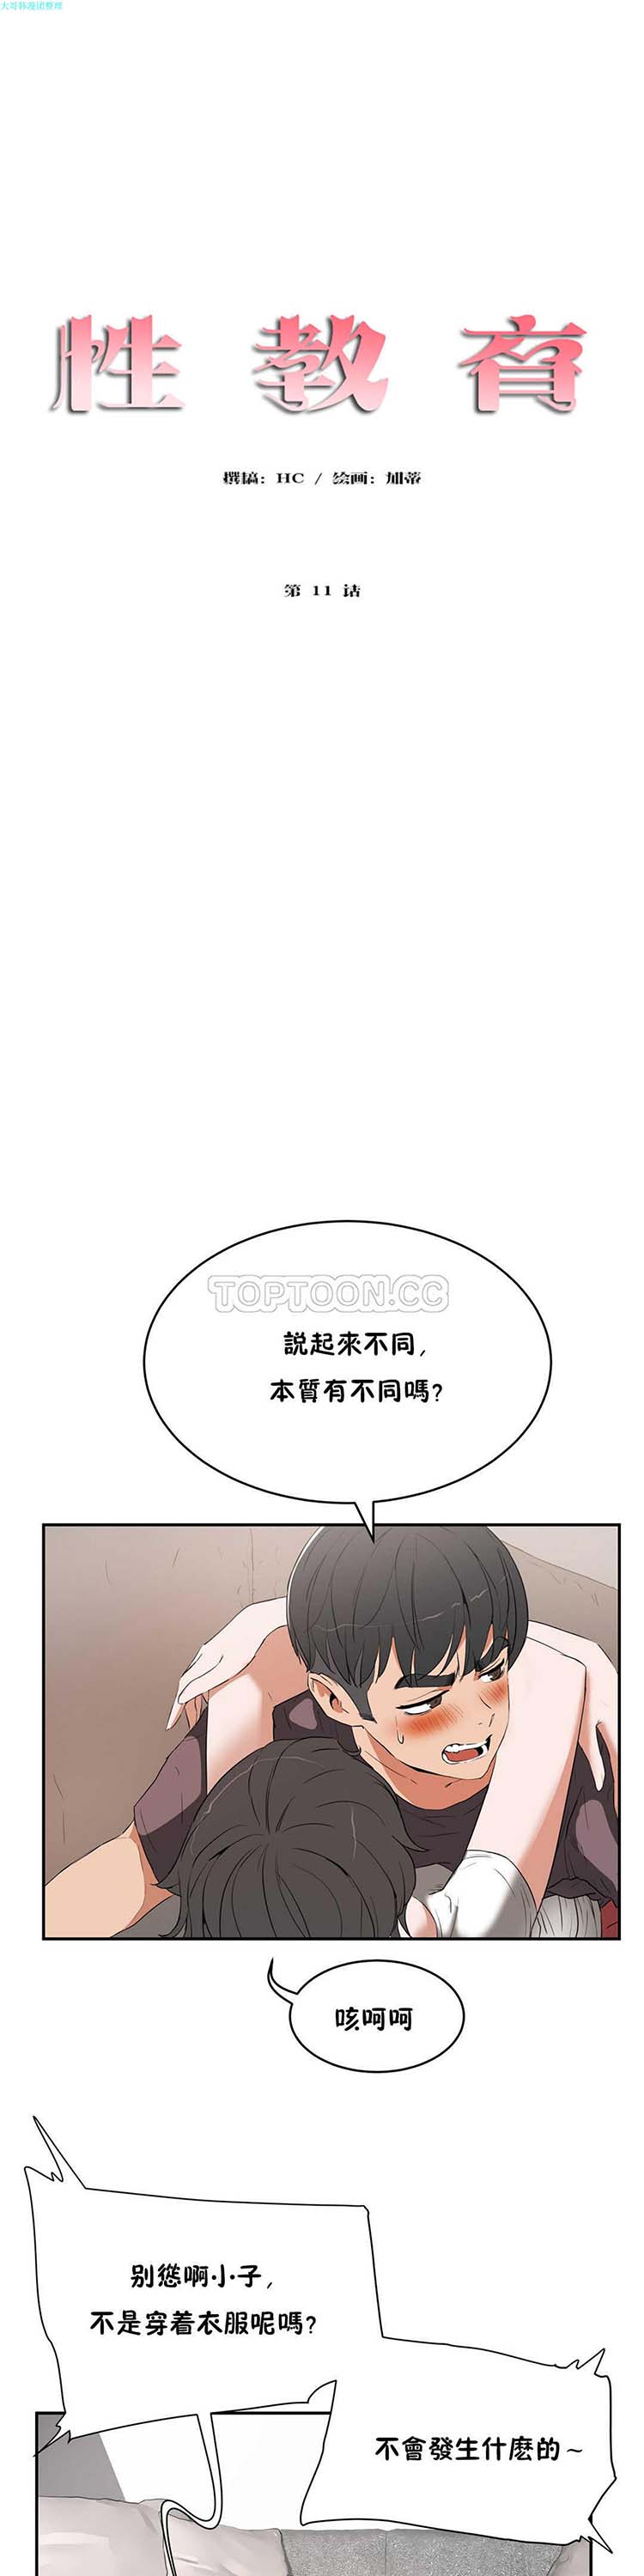 大哥韩漫团整理
性教育
撰稿: HC / 绘画: 加蒂
第 11 话
TOPTOON.CC
說起來不同,
本質有不同嗎?
咳呵呵
别慫啊小子,
不是穿着衣服呢嗎?
不會發生什麽的~